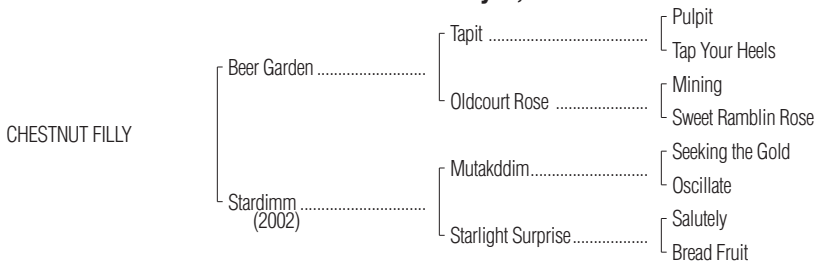 Pulpit
Tapit ..........................................
Tap Your Heels
Beer Garden ...........................
Mining
Oldcourt Rose .......................
Sweet Ramblin Rose
CHESTNUT FILLY
Seeking the Gold
Mutakddim..............................
Oscillate
Stardimm ...............................
(2002)
Salutely
Starlight Surprise...................
Bread Fruit